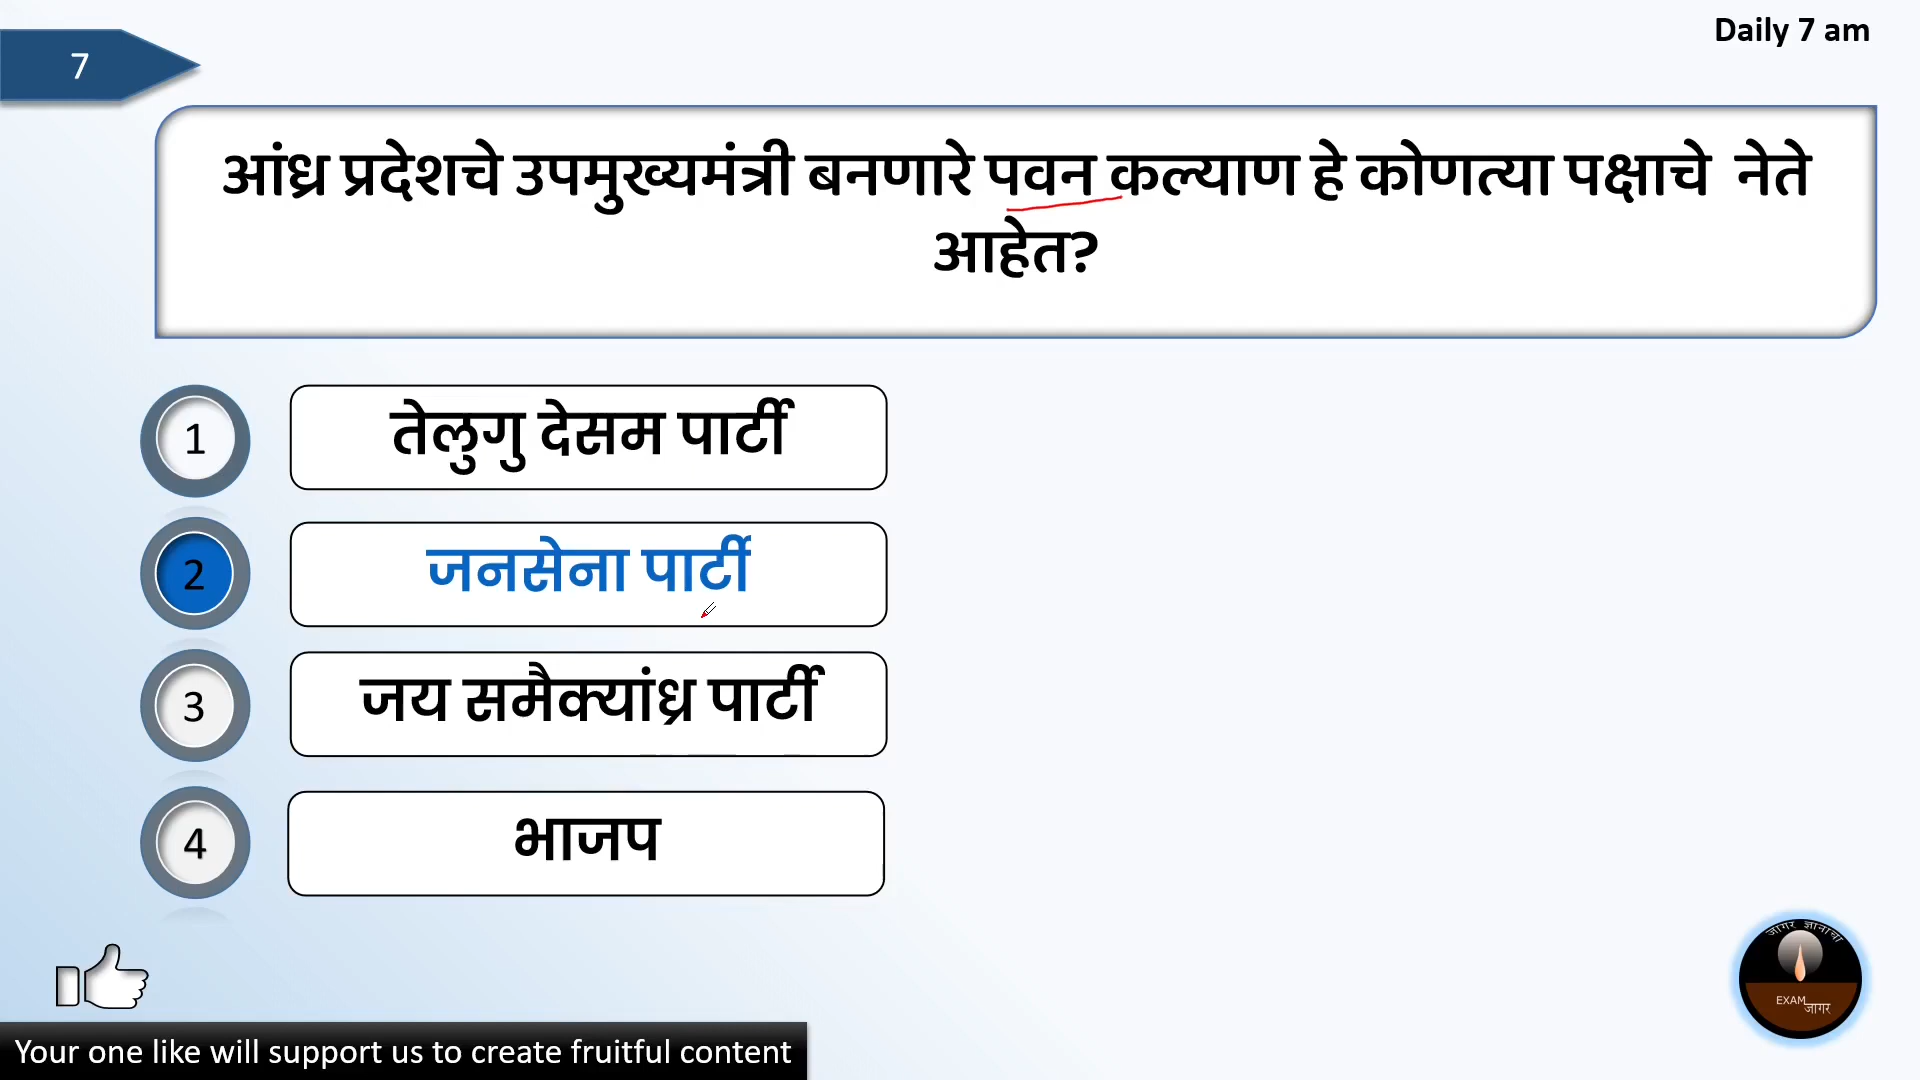 Daily 7 am
7
आंध्र प्रदेशचे उपमुख्यमंत्री बनणारे पवन कल्याण हे कोणत्या पक्षाचे नेते
आहेत?
1
तेलुगु देसम पार्टी
2
जनसेना पार्टी
3
जय समैक्यांध्र पार्टी
4
भाजप
जागर ज्ञानाचा
EXAM
जागर
Your one like will support us to create fruitful content